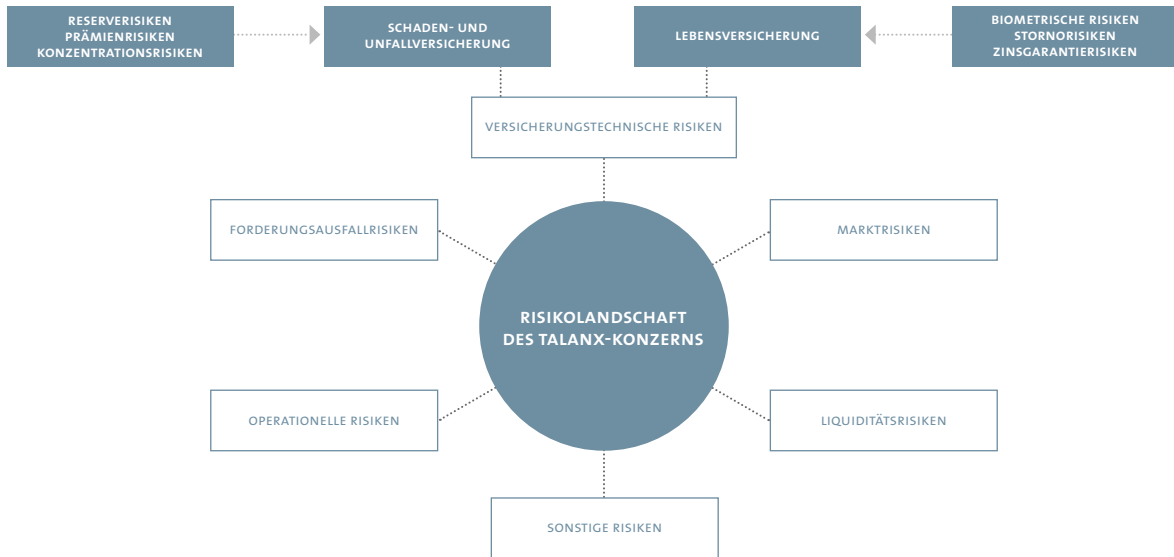 RESERVERISIKEN
PRÄMIENRISIKEN
KONZENTRATIONSRISIKEN
SCHADEN- UND
UNFALLVERSICHERUNG
LEBENSVERSICHERUNG
BIOMETRISCHE RISIKEN
STORNORISIKEN
ZINSGARANTIERISIKEN
VERSICHERUNGSTECHNISCHE RISIKEN
FORDERUNGSAUSFALLRISIKEN
MARKTRISIKEN
RISIKOLANDSCHAFT
DES TALANX-KONZERNS
OPERATIONELLE RISIKEN
LIQUIDITÄTSRISIKEN
SONSTIGE RISIKEN